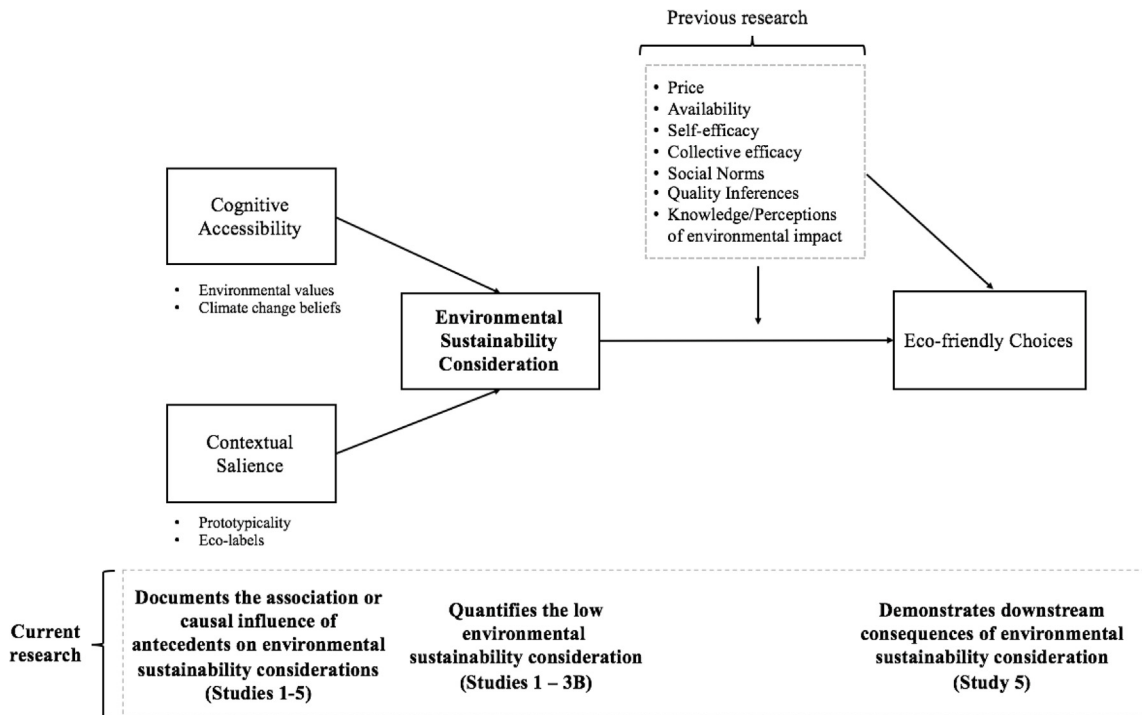 Previous research
• Price
• Availability
• Self-efficacy
• Collective efficacy
• Social Norms
• Quality Inferences
• Knowledge/Perceptions
of environmental impact
Cognitive
Accessibility
• Environmental values
• Climate change beliefs
Environmental
Sustainability
Consideration
Eco-friendly Choices
Contextual
Salience
• Prototypicality
• Eco-labels
Current
research
Documents the association or
causal influence of
antecedents on environmental
sustainability considerations
(Studies 1-5)
Quantifies the low
environmental
sustainability consideration
(Studies 1 – 3B)
Demonstrates downstream
consequences of environmental
sustainability consideration
(Study 5)